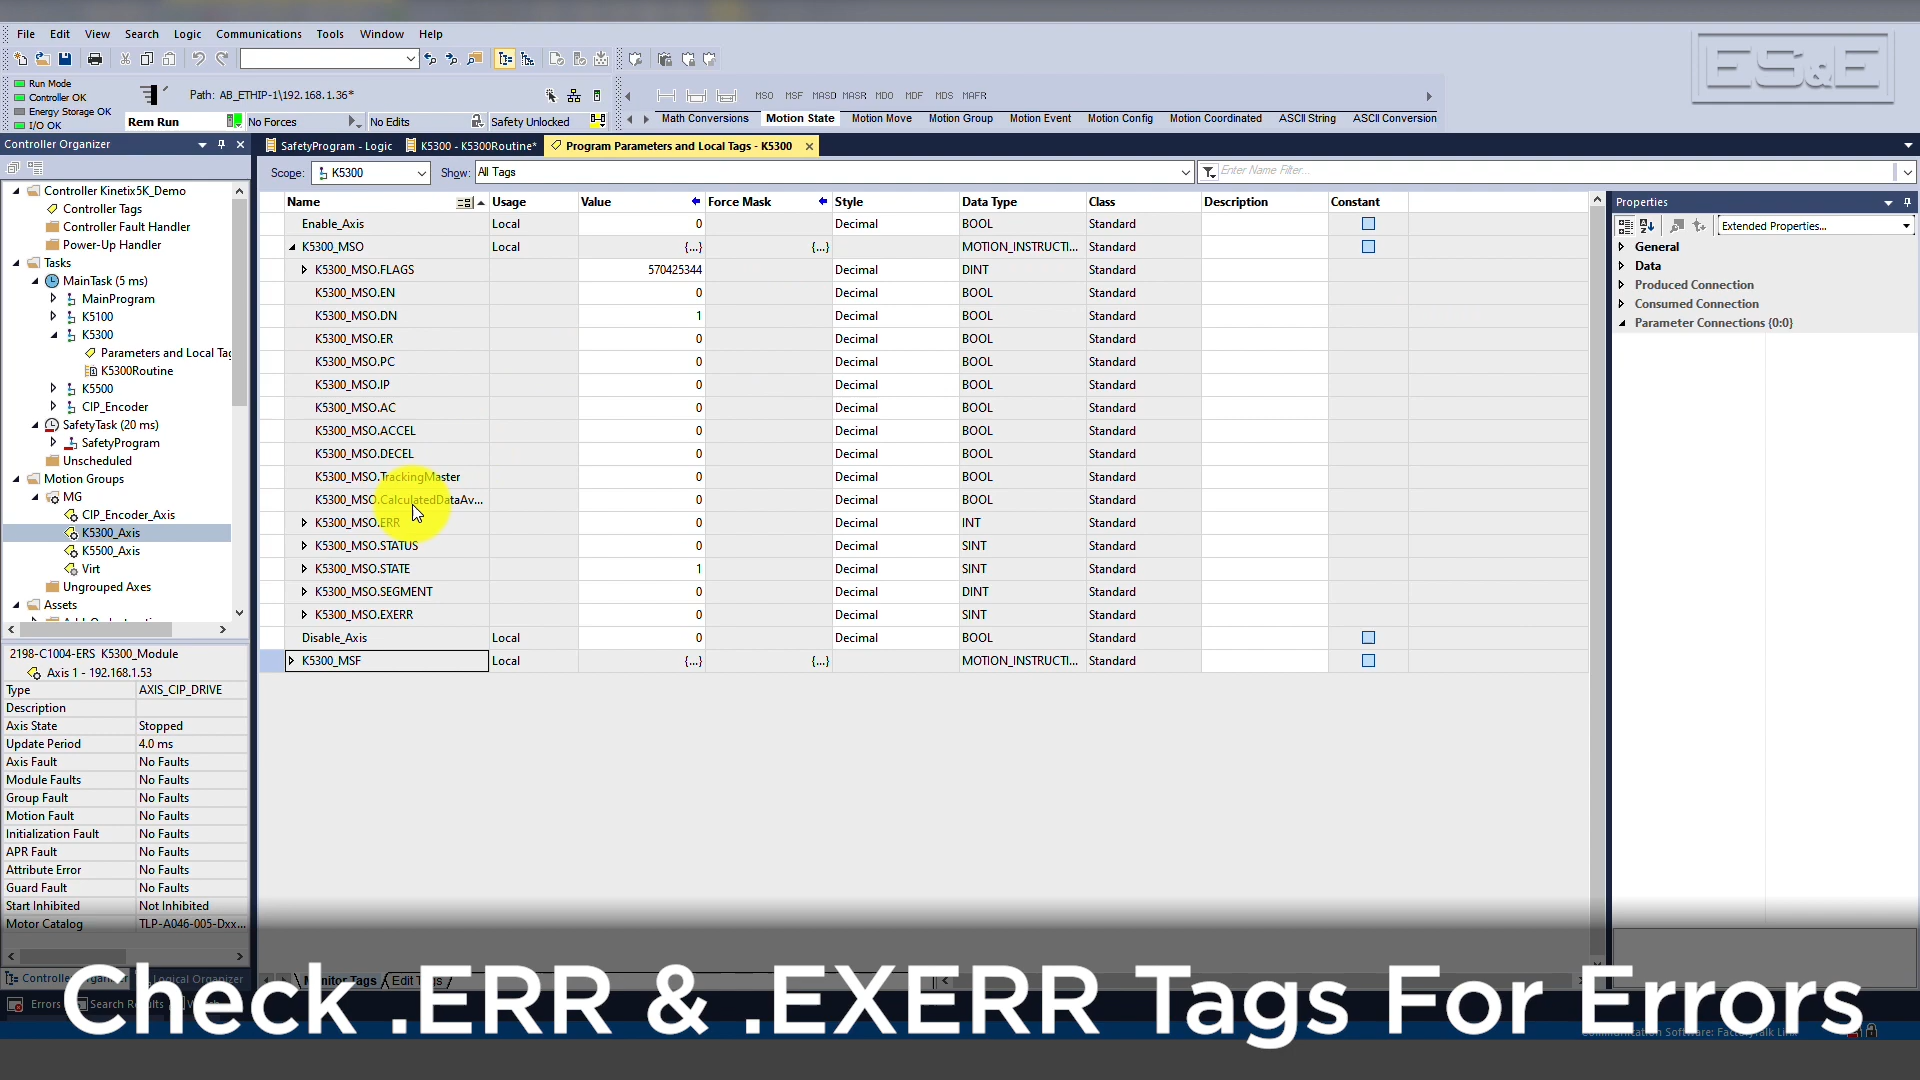 File Edit View Search Logic Communications Tools Window Help
ES&E
Run Mode
Controller OK
Energy Storage OK
I/O OK
Path: AB_ETHIP-1\192.168.1.36*
Rem Run No Forces No Edits Safety Unlocked
MSO MSF MASD MASR MDO MDF MDS MAFR
Math Conversions Motion State Motion Move Motion Group Motion Event Motion Config Motion Coordinated ASCII String ASCII Conversion
Controller Organizer
SafetyProgram - Logic K5300 - K5300Routine* Program Parameters and Local Tags - K5300
Scope: K5300 Show: All Tags Enter Name Filter...
Controller Kinetix5K_Demo
Controller Tags
Controller Fault Handler
Power-Up Handler
Tasks
MainTask (5 ms)
MainProgram
K5100
K5300
Parameters and Local Tag
K5300Routine
K5500
CIP_Encoder
SafetyTask (20 ms)
SafetyProgram
Unscheduled
Motion Groups
MG
CIP_Encoder_Axis
K5300_Axis
K5500_Axis
Virt
Ungrouped Axes
Assets
2198-C1004-ERS K5300_Module
Axis 1 - 192.168.1.53
Type AXIS_CIP_DRIVE
Description
Axis State Stopped
Update Period 4.0 ms
Axis Fault No Faults
Module Faults No Faults
Group Fault No Faults
Motion Fault No Faults
Initialization Fault No Faults
APR Fault No Faults
Attribute Error No Faults
Guard Fault No Faults
Start Inhibited Not Inhibited
Motor Catalog TLP-A046-005-Dxx...
Name Usage Value Force Mask Style Data Type Class Description Constant
Enable_Axis Local 0 Decimal BOOL Standard
K5300_MSO Local {...} {...} MOTION_INSTRUCTI... Standard
K5300_MSO.FLAGS 570425344 Decimal DINT Standard
K5300_MSO.EN 0 Decimal BOOL Standard
K5300_MSO.DN 1 Decimal BOOL Standard
K5300_MSO.ER 0 Decimal BOOL Standard
K5300_MSO.PC 0 Decimal BOOL Standard
K5300_MSO.IP 0 Decimal BOOL Standard
K5300_MSO.AC 0 Decimal BOOL Standard
K5300_MSO.ACCEL 0 Decimal BOOL Standard
K5300_MSO.DECEL 0 Decimal BOOL Standard
K5300_MSO.TrackingMaster 0 Decimal BOOL Standard
K5300_MSO.CalculatedDataAv... 0 Decimal BOOL Standard
K5300_MSO.ERR 0 Decimal INT Standard
K5300_MSO.STATUS 0 Decimal SINT Standard
K5300_MSO.STATE 1 Decimal SINT Standard
K5300_MSO.SEGMENT 0 Decimal DINT Standard
K5300_MSO.EXERR 0 Decimal SINT Standard
Disable_Axis Local 0 Decimal BOOL Standard
K5300_MSF Local {...} {...} MOTION_INSTRUCTI... Standard
Properties
Extended Properties...
General
Data
Produced Connection
Consumed Connection
Parameter Connections {0:0}
Logical Organizer
Monitor Tags Edit Tags
Errors Search Results
Check .ERR & .EXERR Tags For Errors